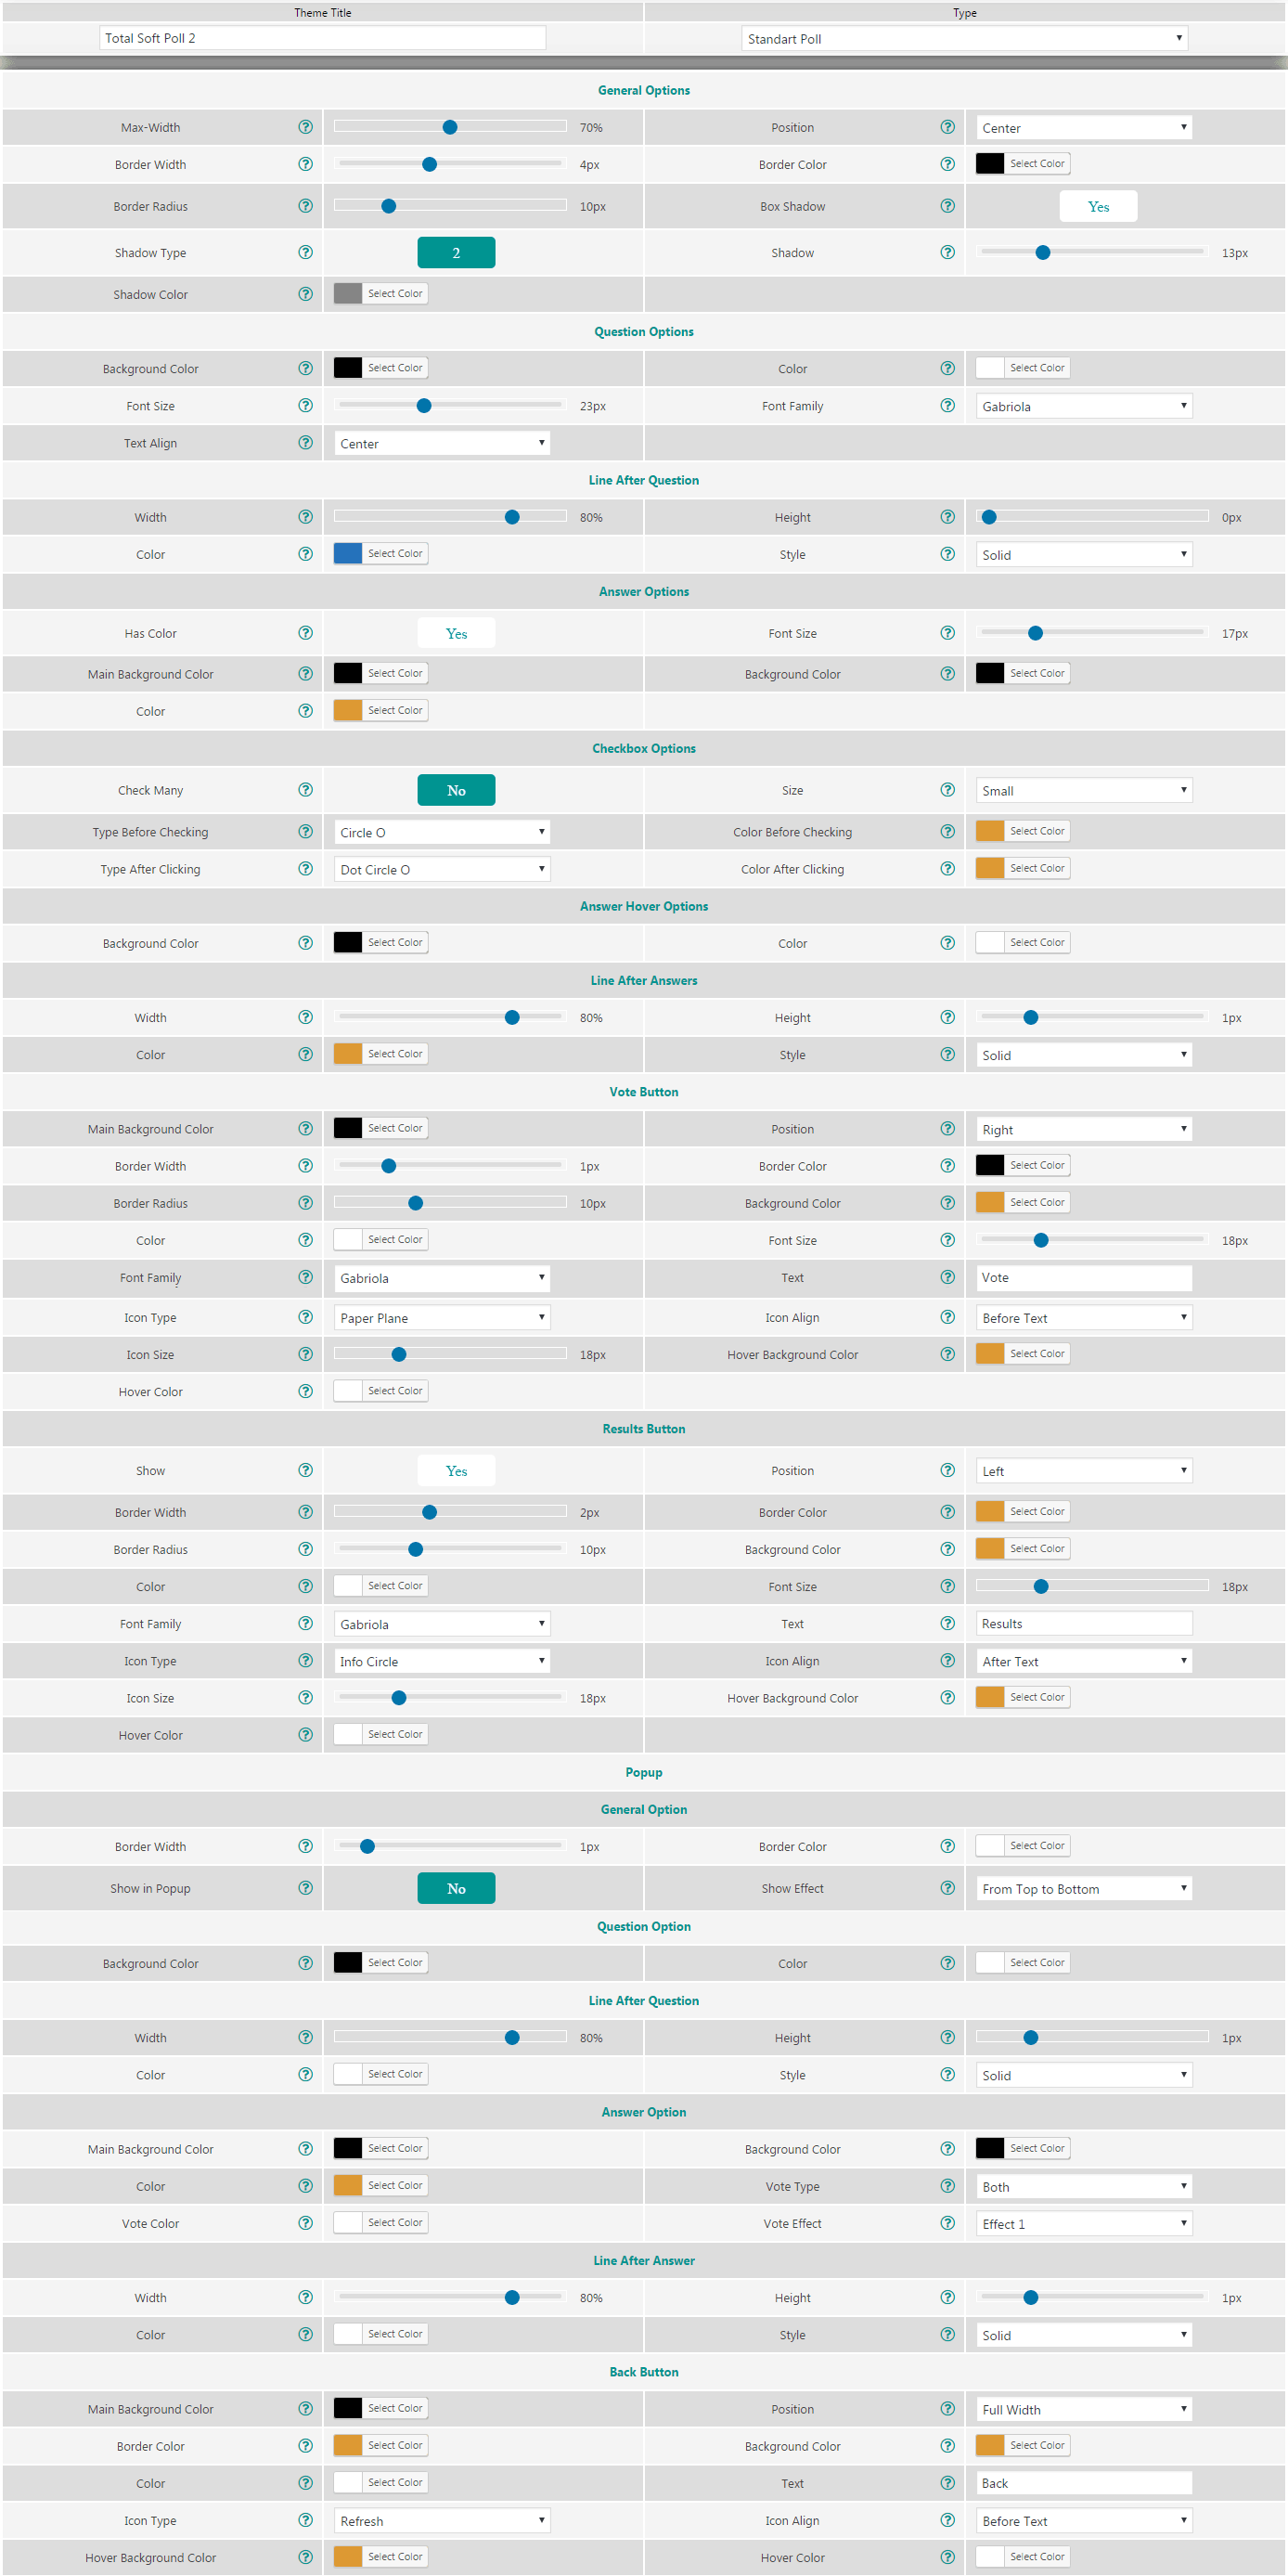 Theme Title Type
Total Soft Poll 2 Standart Poll
General Options
Max-Width 70% Position Center
Border Width 4px Border Color Select Color
Border Radius 10px Box Shadow Yes
Shadow Type 2 Shadow 13px
Shadow Color Select Color
Question Options
Background Color Select Color Color Select Color
Font Size 23px Font Family Gabriola
Text Align Center
Line After Question
Width 80% Height 0px
Color Select Color Style Solid
Answer Options
Has Color Yes Font Size 17px
Main Background Color Select Color Background Color Select Color
Color Select Color
Checkbox Options
Check Many No Size Small
Type Before Checking Circle O Color Before Checking Select Color
Type After Clicking Dot Circle O Color After Clicking Select Color
Answer Hover Options
Background Color Select Color Color Select Color
Line After Answers
Width 80% Height 1px
Color Select Color Style Solid
Vote Button
Main Background Color Select Color Position Right
Border Width 1px Border Color Select Color
Border Radius 10px Background Color Select Color
Color Select Color Font Size 18px
Font Family Gabriola Text Vote
Icon Type Paper Plane Icon Align Before Text
Icon Size 18px Hover Background Color Select Color
Hover Color Select Color
Results Button
Show Yes Position Left
Border Width 2px Border Color Select Color
Border Radius 10px Background Color Select Color
Color Select Color Font Size 18px
Font Family Gabriola Text Results
Icon Type Info Circle Icon Align After Text
Icon Size 18px Hover Background Color Select Color
Hover Color Select Color
Popup
General Option
Border Width 1px Border Color Select Color
Show in Popup No Show Effect From Top to Bottom
Question Option
Background Color Select Color Color Select Color
Line After Question
Width 80% Height 1px
Color Select Color Style Solid
Answer Option
Main Background Color Select Color Background Color Select Color
Color Select Color Vote Type Both
Vote Color Select Color Vote Effect Effect 1
Line After Answer
Width 80% Height 1px
Color Select Color Style Solid
Back Button
Main Background Color Select Color Position Full Width
Border Color Select Color Background Color Select Color
Color Select Color Text Back
Icon Type Refresh Icon Align Before Text
Hover Background Color Select Color Hover Color Select Color